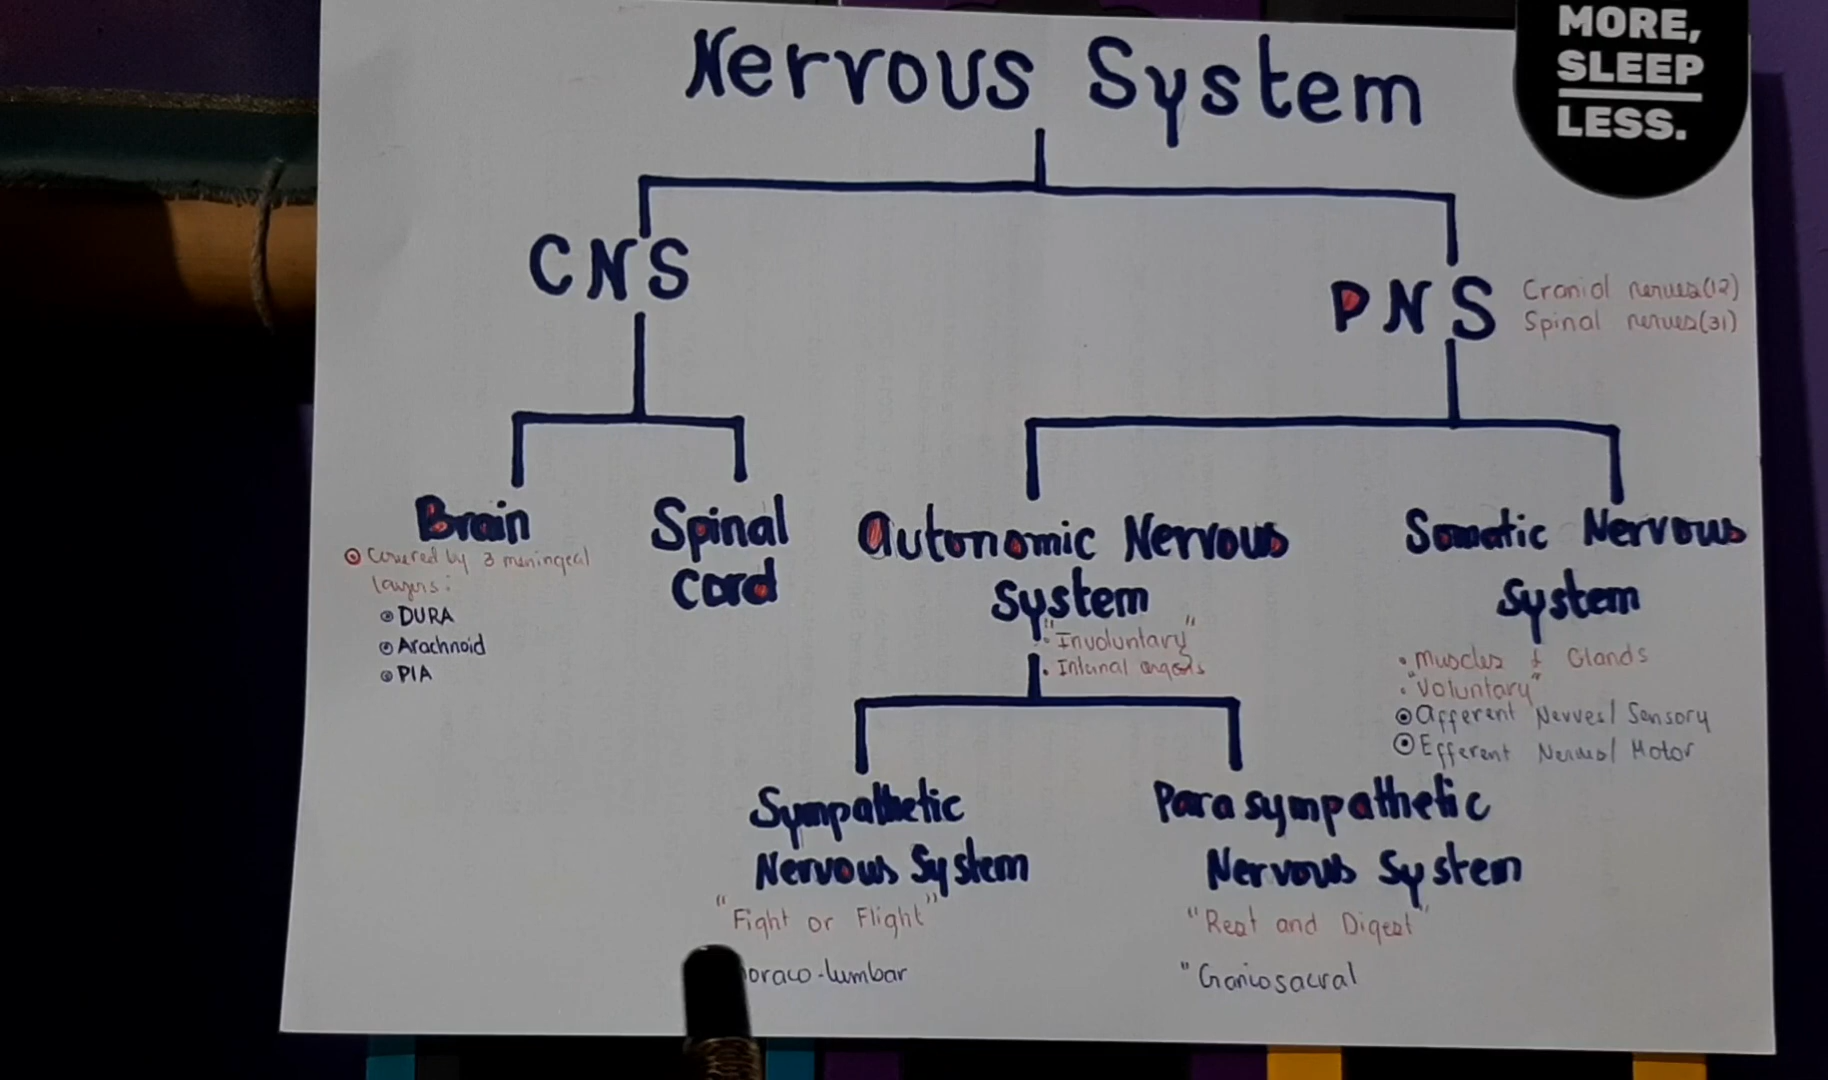 MORE,
SLEEP
LESS.
Nervous System
CNS
PNS
Cranial nerves(12)
Spinal nerves(31)
Brain
Covered by 3 meningeal
layers:
DURA
Arachnoid
PIA
Spinal
Cord
Autonomic Nervous
System
"Involuntary"
Internal organs
Somatic Nervous
System
Muscles & Glands
"Voluntary"
Afferent Nerves/ Sensory
Efferent Nerves/ Motor
Sympathetic
Nervous System
"Fight or Flight"
oraco-lumbar
Parasympathetic
Nervous System
"Rest and Digest"
"Craniosacral